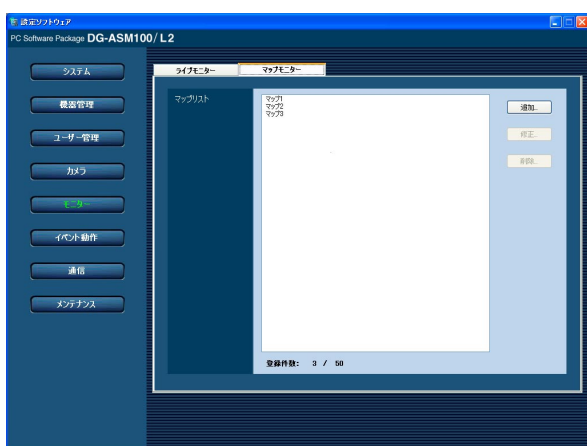 設定ソフトウェア
PC Software Package DG-ASM100/L2
システム
機器管理
ユーザー管理
カメラ
モニター
イベント動作
通信
メンテナンス
ライブモニター
マップモニター
マップリスト
マップ1
マップ2
マップ3
追加...
修正...
削除...
登録件数: 3 / 50